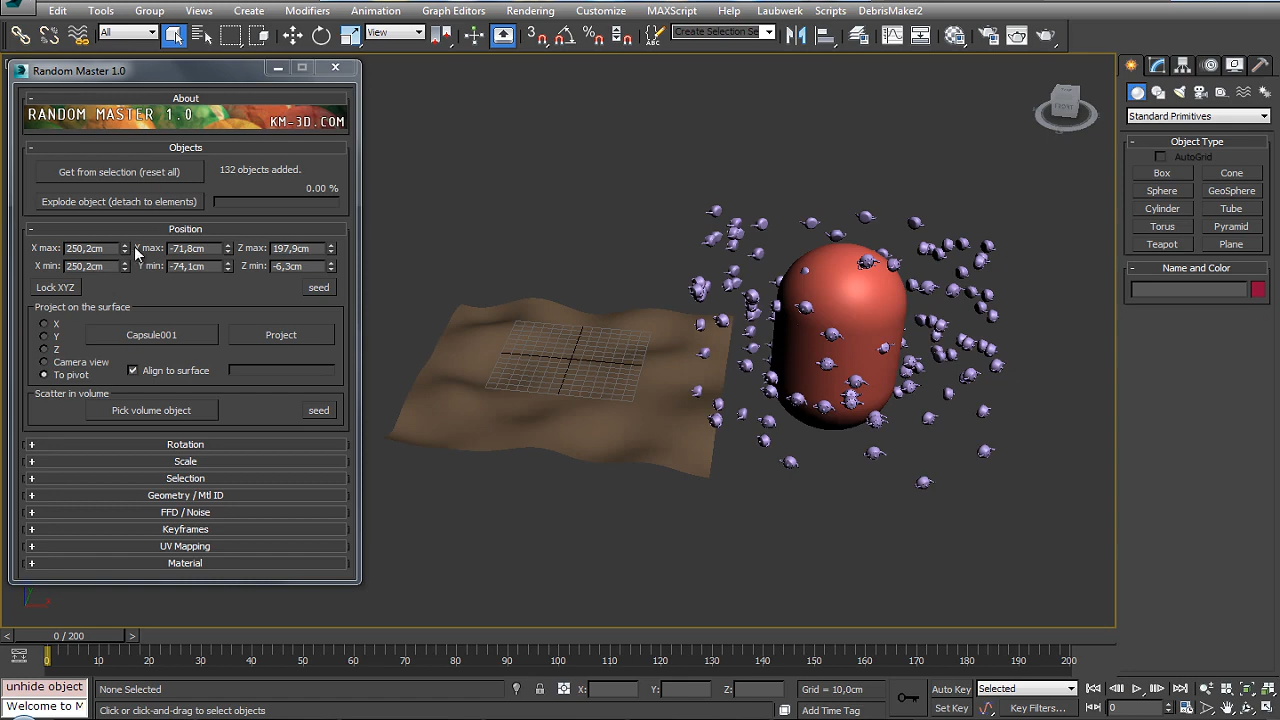 Edit Tools Group Views Create Modifiers Animation Graph Editors Rendering Customize MAXScript Help Laubwerk Scripts DebrisMaker2
All View Create Selection Se
Random Master 1.0
About
RANDOM MASTER 1.0 KM-3D.COM
Objects
Get from selection (reset all) 132 objects added.
0.00 %
Explode object (detach to elements)
Position
X max: 250,2cm Y max: -71,8cm Z max: 197,9cm
X min: 250,2cm Y min: -74,1cm Z min: -6,3cm
Lock XYZ seed
Project on the surface
X
Y Capsule001 Project
Z
Camera view
To pivot Align to surface
Scatter in volume
Pick volume object seed
Rotation
Scale
Selection
Geometry / Mtl ID
FFD / Noise
Keyframes
UV Mapping
Material
FRONT
Standard Primitives
Object Type
AutoGrid
Box Cone
Sphere GeoSphere
Cylinder Tube
Torus Pyramid
Teapot Plane
Name and Color
< 0 / 200 >
0 10 20 30 40 50 60 70 80 90 100 110 120 130 140 150 160 170 180 190 200
unhide object None Selected X: Y: Z: Grid = 10,0cm Auto Key Selected
Welcome to M Click or click-and-drag to select objects Add Time Tag Set Key Key Filters... 0